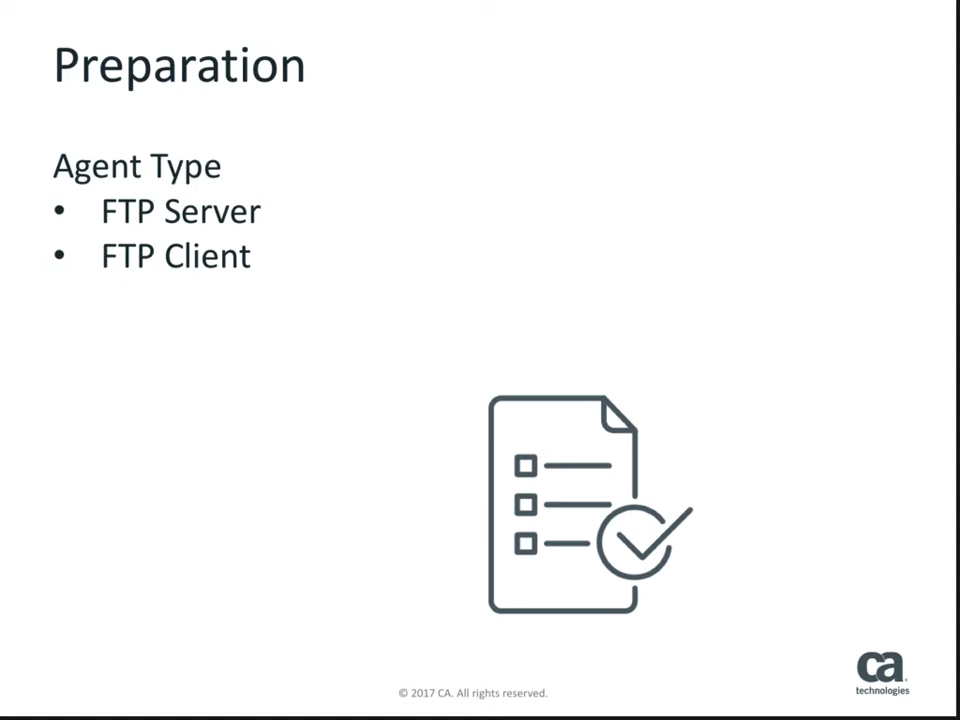 Preparation
Agent Type
• FTP Server
• FTP Client
© 2017 CA. All rights reserved.
ca
technologies